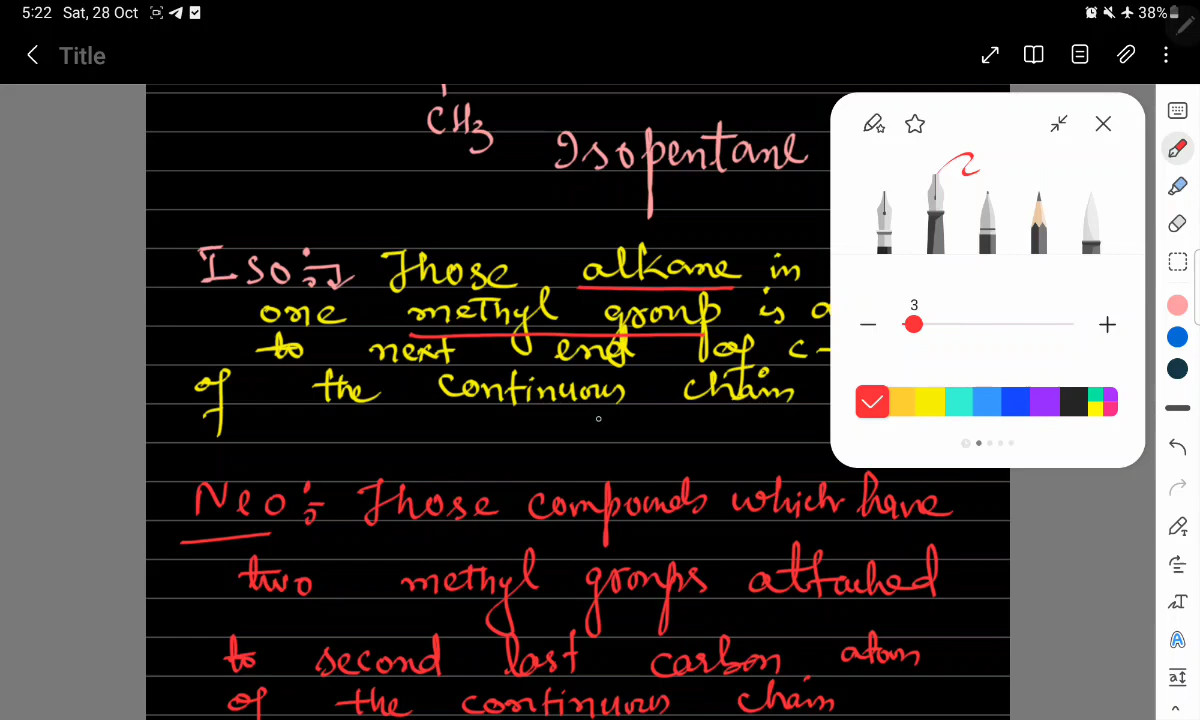 5:22 Sat, 28 Oct 38%
Title
CH3
Isopentane
3
Iso:- Those alkane in
one methyl group is a
to next end of c-
of the continuous chain
Neo:- Those compounds which have
two methyl groups attached
to second last carbon atom
of the continuous chain